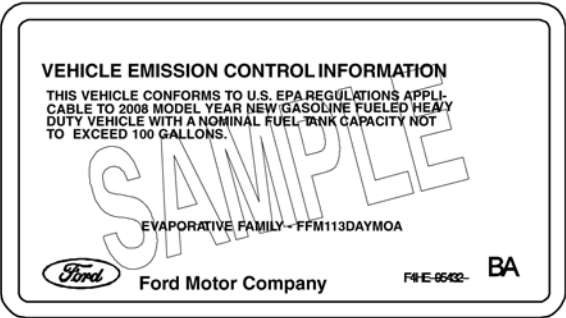 VEHICLE EMISSION CONTROL INFORMATION
THIS VEHICLE CONFORMS TO U.S. EPA REGULATIONS APPLI-
CABLE TO 2008 MODEL YEAR NEW GASOLINE FUELED HEAVY
DUTY VEHICLE WITH A NOMINAL FUEL TANK CAPACITY NOT
TO EXCEED 100 GALLONS.
SAMPLE
EVAPORATIVE FAMILY - FFM113DAYMOA
Ford
Ford Motor Company
F4HE-95432- BA